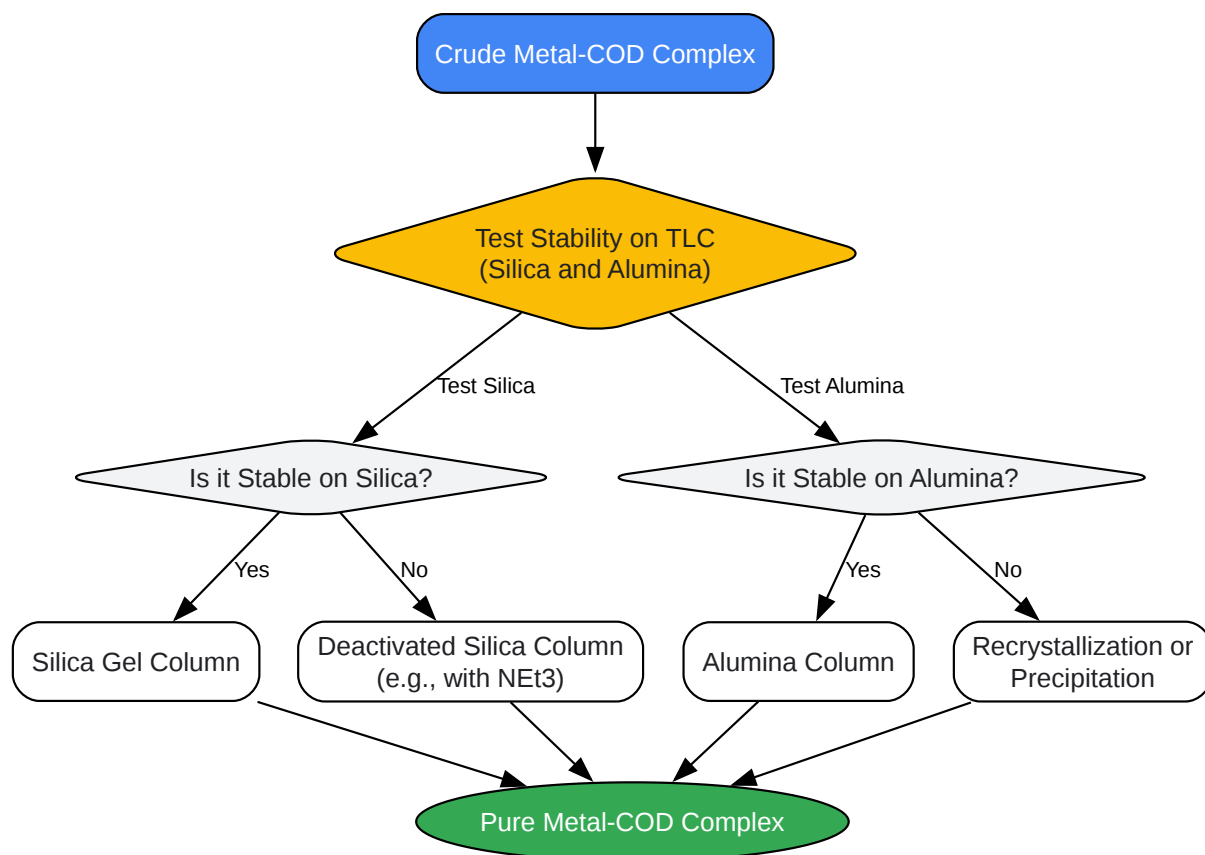 Crude Metal-COD Complex
Test Stability on TLC
(Silica and Alumina)
Test Silica
Test Alumina
Is it Stable on Silica?
Is it Stable on Alumina?
Yes
No
Yes
No
Silica Gel Column
Deactivated Silica Column
(e.g., with NEt3)
Alumina Column
Recrystallization or
Precipitation
Pure Metal-COD Complex